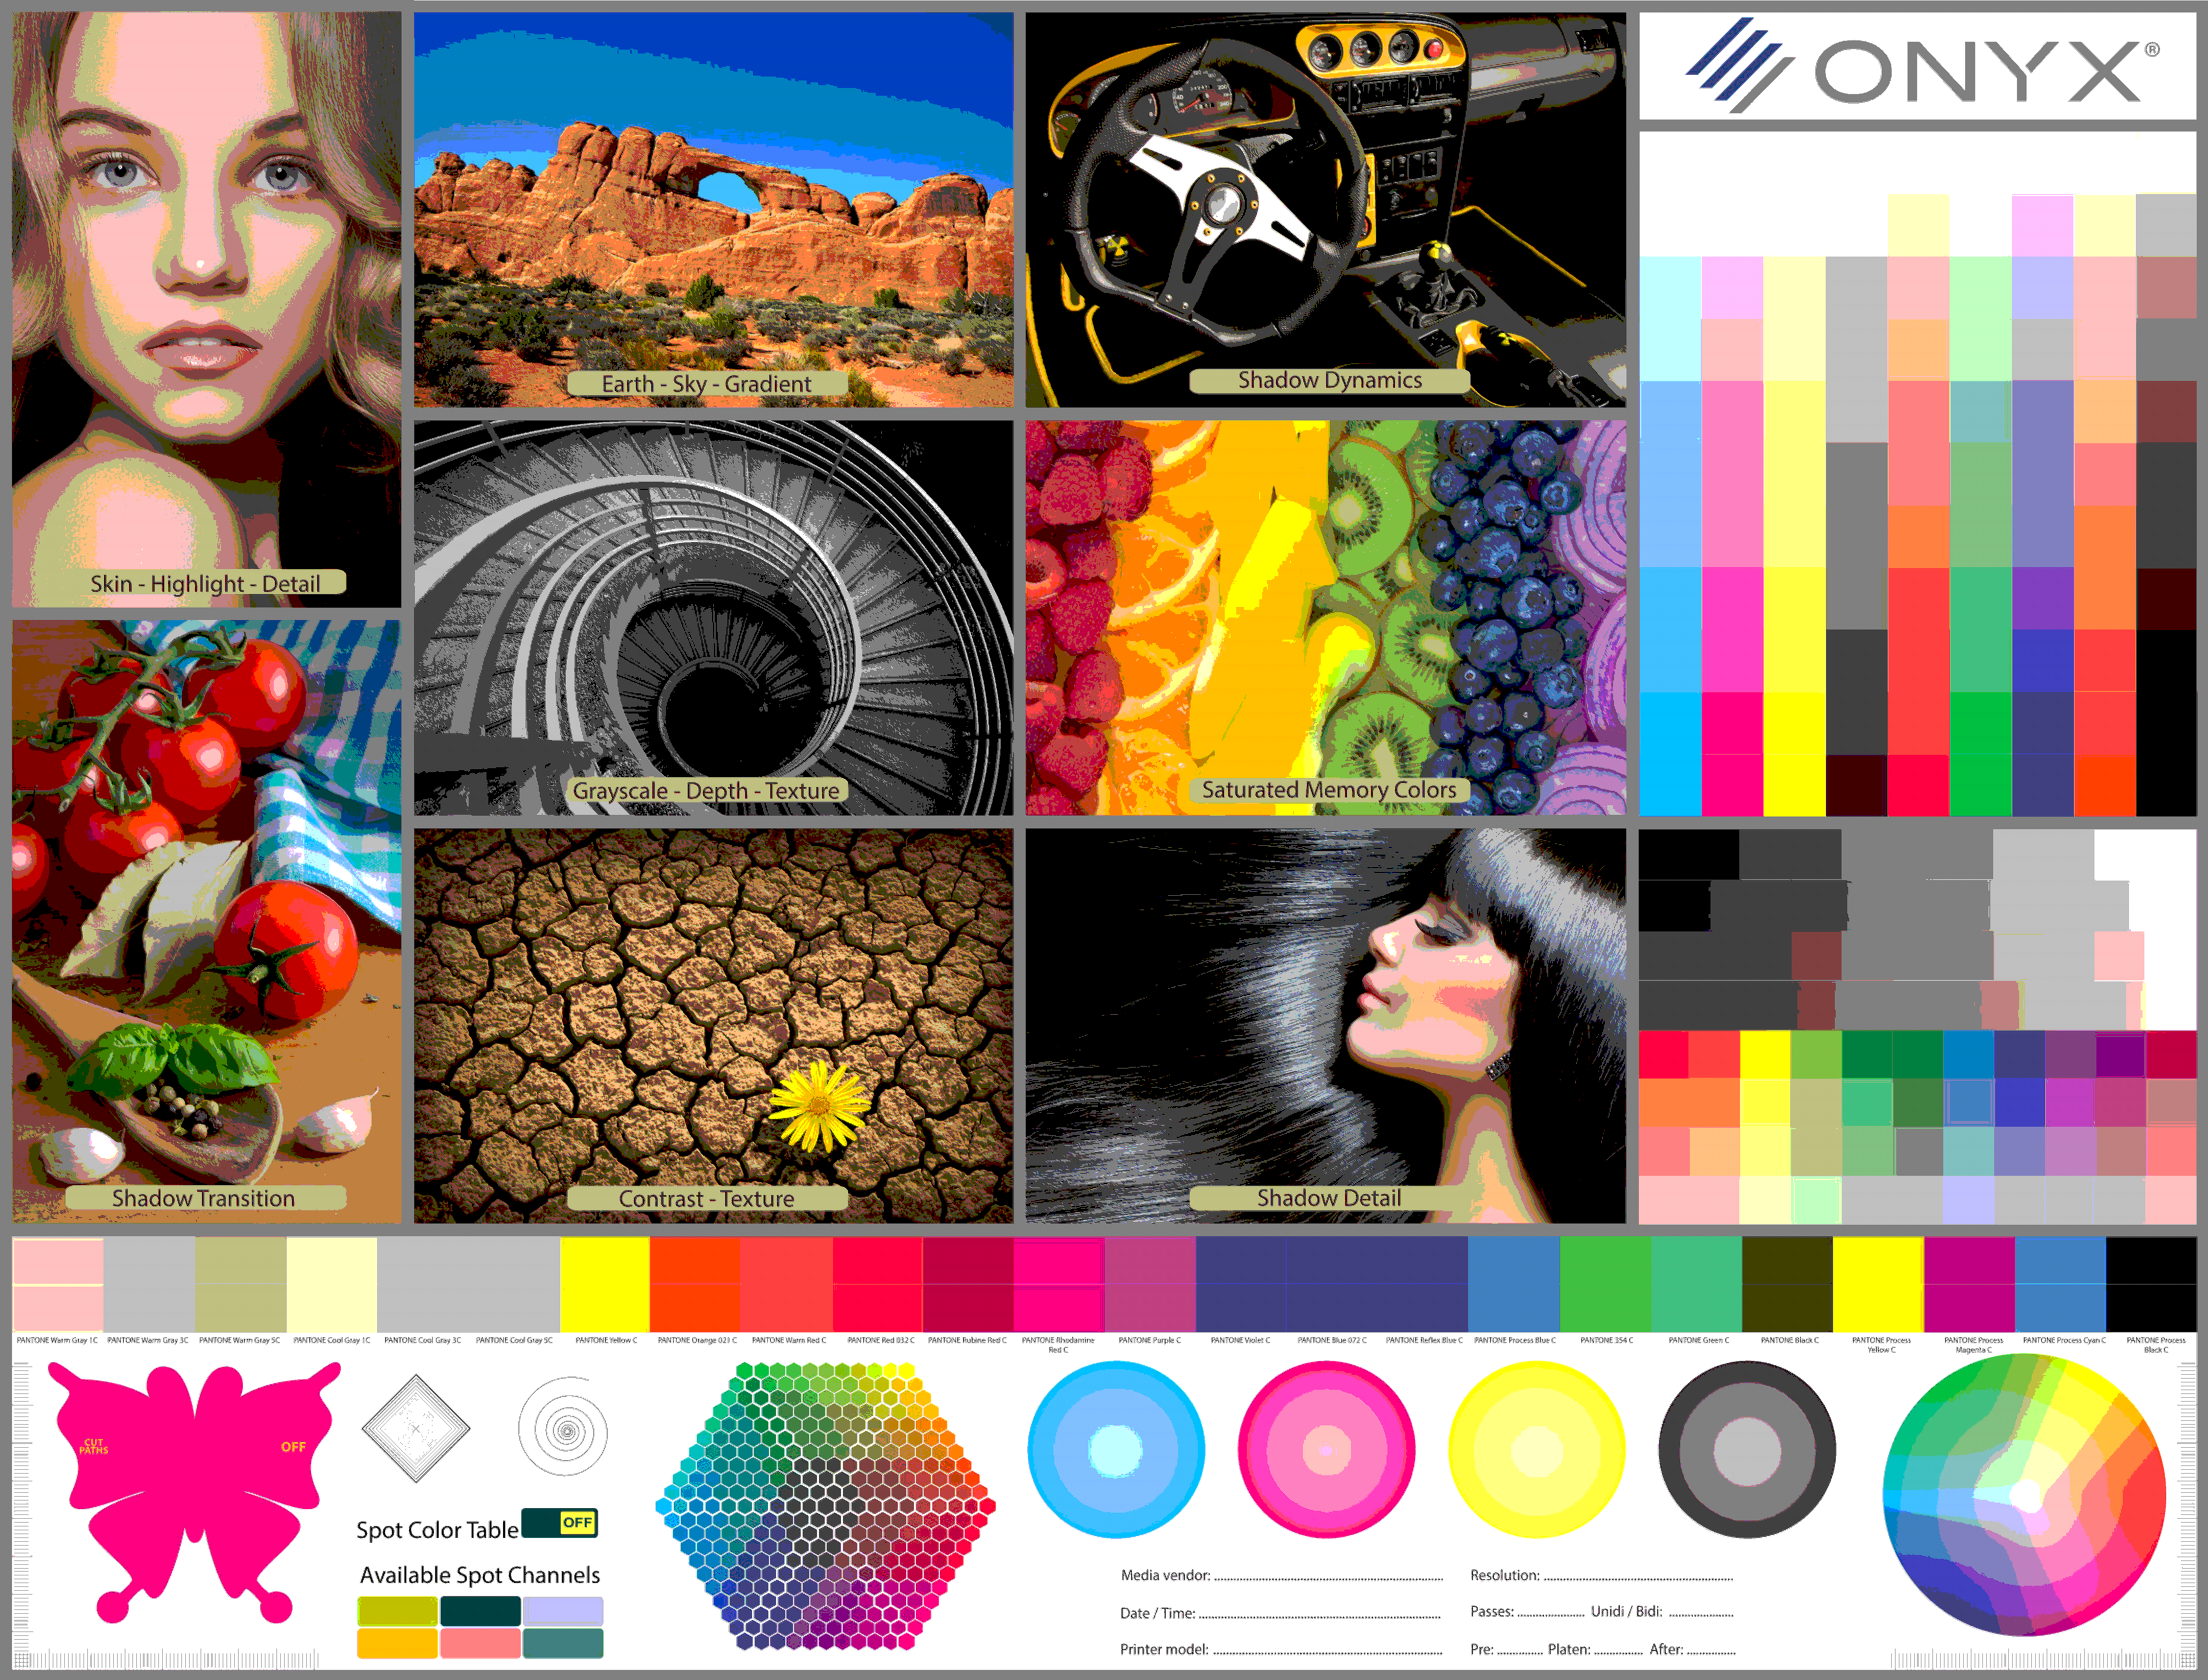 ONYX®
Earth - Sky - Gradient
Shadow Dynamics
Skin - Highlight - Detail
Grayscale - Depth - Texture
Saturated Memory Colors
Shadow Transition
Contrast - Texture
Shadow Detail
PANTONE Warm Gray 1C
PANTONE Warm Gray 3C
PANTONE Warm Gray 5C
PANTONE Cool Gray 1C
PANTONE Cool Gray 3C
PANTONE Cool Gray 5C
PANTONE Yellow C
PANTONE Orange 021 C
PANTONE Warm Red C
PANTONE Red 032 C
PANTONE Rubine Red C
PANTONE Rhodamine
Red C
PANTONE Purple C
PANTONE Violet C
PANTONE Blue 072 C
PANTONE Reflex Blue C
PANTONE Process Blue C
PANTONE 354 C
PANTONE Green C
PANTONE Black C
PANTONE Process
Yellow C
PANTONE Process
Magenta C
PANTONE Process Cyan C
PANTONE Process
Black C
CUT
PATHS
OFF
Spot Color Table OFF
Available Spot Channels
Media vendor:
Date / Time:
Printer model:
Resolution:
Passes: Unidi / Bidi:
Pre: Platen: After: